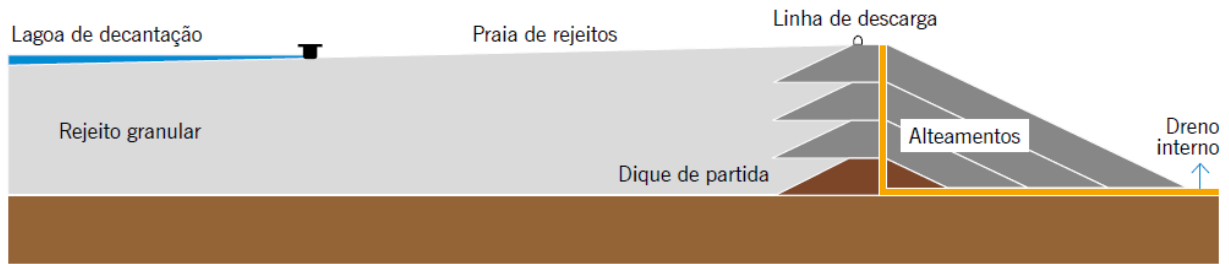 Linha de descarga
Lagoa de decantação
Praia de rejeitos
Rejeito granular
Alteamentos
Dreno
interno
Dique de partida